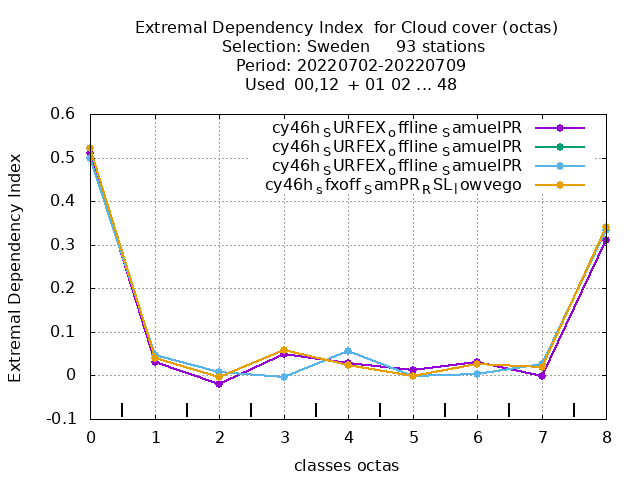 Extremal Dependency Index for Cloud cover (octas)
Selection: Sweden 93 stations
Period: 20220702-20220709
Used 00,12 + 01 02 ... 48
cy46h_SURFEX_offline_SamuelPR
cy46h_SURFEX_offline_SamuelPR
cy46h_SURFEX_offline_SamuelPR
cy46h_sfxoff_SamPR_RSL_lowvego
Extremal Dependency Index
0.6
0.5
0.4
0.3
0.2
0.1
0
-0.1
0 1 2 3 4 5 6 7 8
classes octas